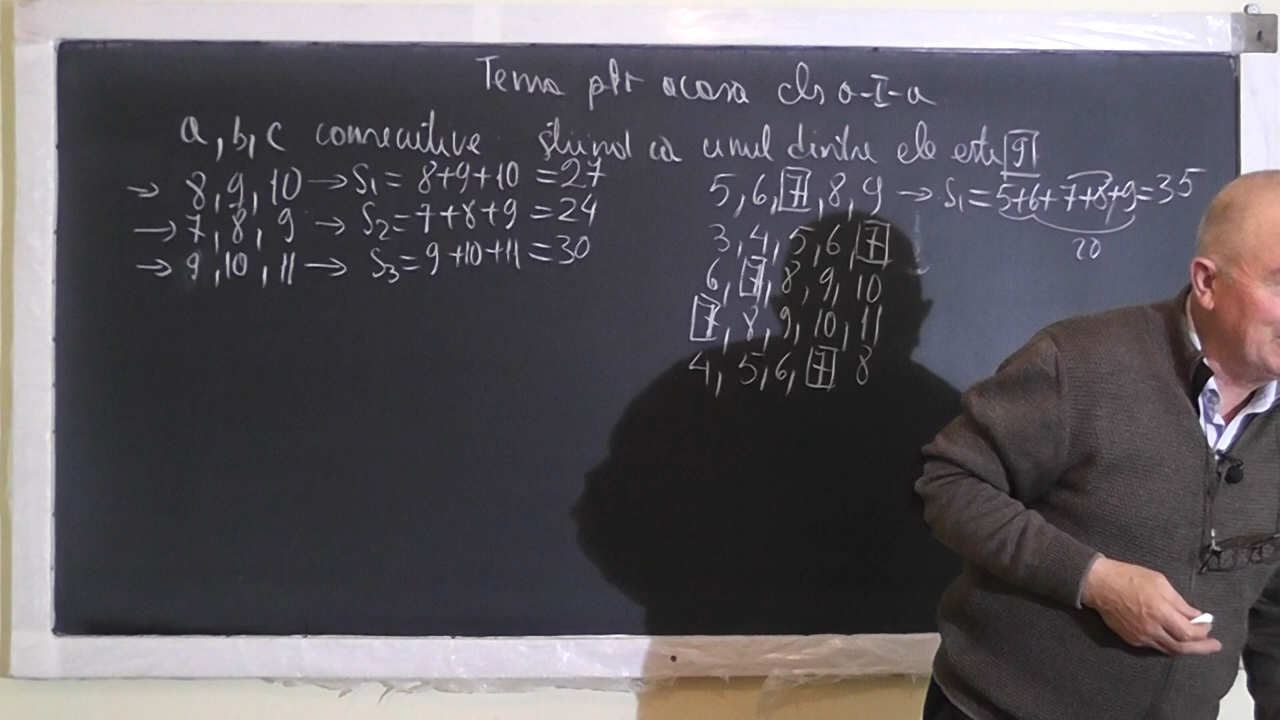 Tema ptr acasa cls a-I-a
a, b, c consecutive știind ca unul dintre ele este 9
→ 8, 9, 10 → S₁ = 8+9+10 = 27
→ 7, 8, 9 → S₂ = 7+8+9 = 24
→ 9, 10, 11 → S₃ = 9+10+11 = 30
5, 6, 7, 8, 9 → S₁ = 5+6+7+8+9 = 35
20
3, 4, 5, 6, 7
6, 7, 8, 9, 10
7, 8, 9, 10, 11
4, 5, 6, 7 8